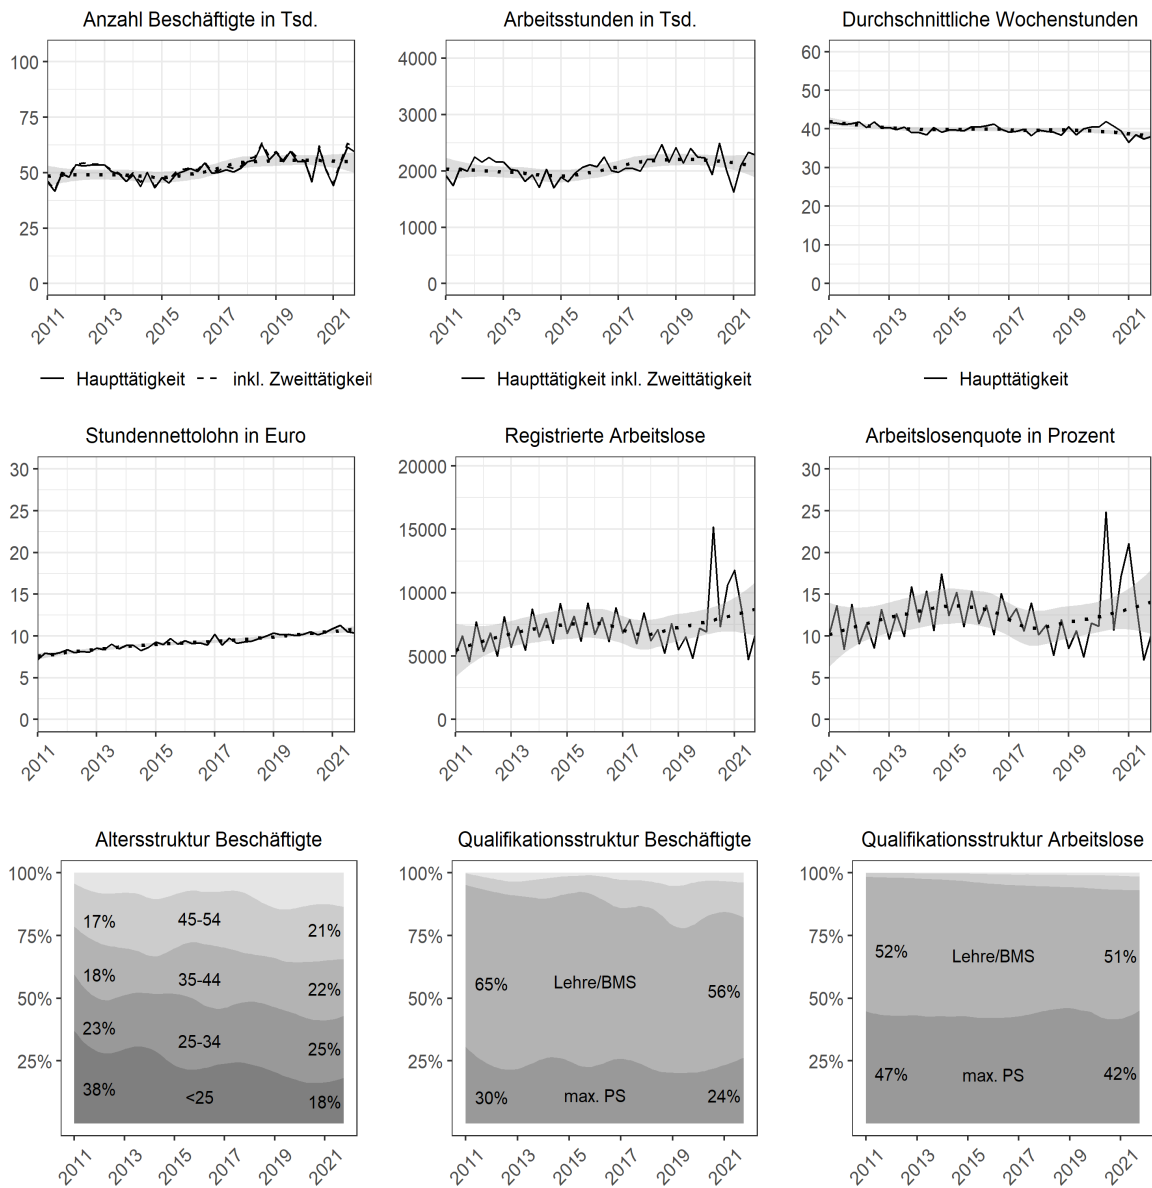 Anzahl Beschäftigte in Tsd.
Arbeitsstunden in Tsd.
Durchschnittliche Wochenstunden
100
75
50
25
0
2011 2013 2015 2017 2019 2021
4000
3000
2000
1000
0
2011 2013 2015 2017 2019 2021
60
50
40
30
20
10
0
2011 2013 2015 2017 2019 2021
Haupttätigkeit inkl. Zweittätigkeit
Haupttätigkeit inkl. Zweittätigkeit
Haupttätigkeit
Stundennettolohn in Euro
Registrierte Arbeitslose
Arbeitslosenquote in Prozent
30
25
20
15
10
5
0
2011 2013 2015 2017 2019 2021
20000
15000
10000
5000
0
2011 2013 2015 2017 2019 2021
30
25
20
15
10
5
0
2011 2013 2015 2017 2019 2021
Altersstruktur Beschäftigte
Qualifikationsstruktur Beschäftigte
Qualifikationsstruktur Arbeitslose
100%
75%
50%
25%
17% 45-54 21%
18% 35-44 22%
23% 25-34 25%
38% <25 18%
2011 2013 2015 2017 2019 2021
100%
75%
50%
25%
65% Lehre/BMS 56%
30% max. PS 24%
2011 2013 2015 2017 2019 2021
100%
75%
50%
25%
52% Lehre/BMS 51%
47% max. PS 42%
2011 2013 2015 2017 2019 2021